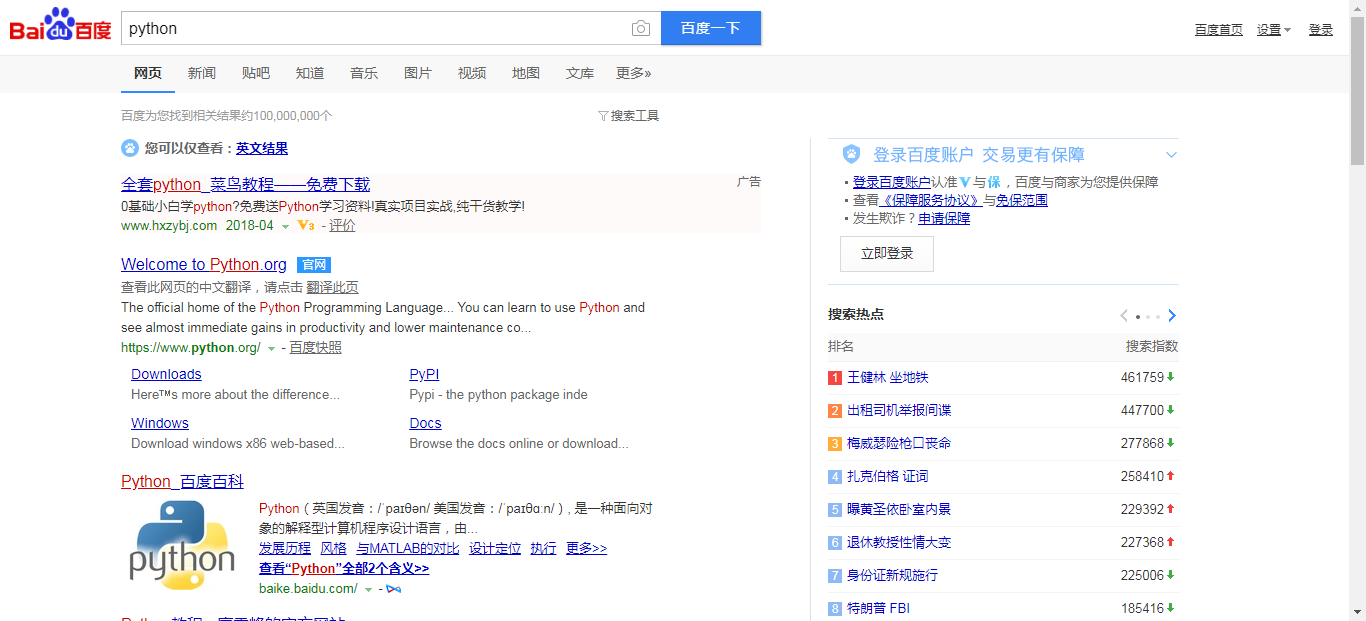 Bai du 百度
python
百度一下
百度首页 设置 登录
网页 新闻 贴吧 知道 音乐 图片 视频 地图 文库 更多»
百度为您找到相关结果约100,000,000个
搜索工具
您可以仅查看：英文结果
全套python_菜鸟教程——免费下载
广告
0基础小白学python?免费送Python学习资料!真实项目实战,纯干货教学!
www.hxzybj.com 2018-04 V3 - 评价
Welcome to Python.org 官网
查看此网页的中文翻译，请点击 翻译此页
The official home of the Python Programming Language... You can learn to use Python and
see almost immediate gains in productivity and lower maintenance co...
https://www.python.org/ - 百度快照
Downloads
Here™s more about the difference...
PyPI
Pypi - the python package inde
Windows
Download windows x86 web-based...
Docs
Browse the docs online or download...
Python_百度百科
python
Python（英国发音：/ˈpaɪθən/ 美国发音：/ˈpaɪθɑːn/）, 是一种面向对
象的解释型计算机程序设计语言，由...
发展历程 风格 与MATLAB的对比 设计定位 执行 更多>>
查看“Python”全部2个含义>>
baike.baidu.com/ -
登录百度账户 交易更有保障
登录百度账户认准V与保，百度与商家为您提供保障
查看《保障服务协议》与免保范围
发生欺诈？申请保障
立即登录
搜索热点
排名 搜索指数
1 王健林 坐地铁 461759
2 出租司机举报间谍 447700
3 梅威瑟险枪口丧命 277868
4 扎克伯格 证词 258410
5 曝黄圣依卧室内景 229392
6 退休教授性情大变 227368
7 身份证新规施行 225006
8 特朗普 FBI 185416